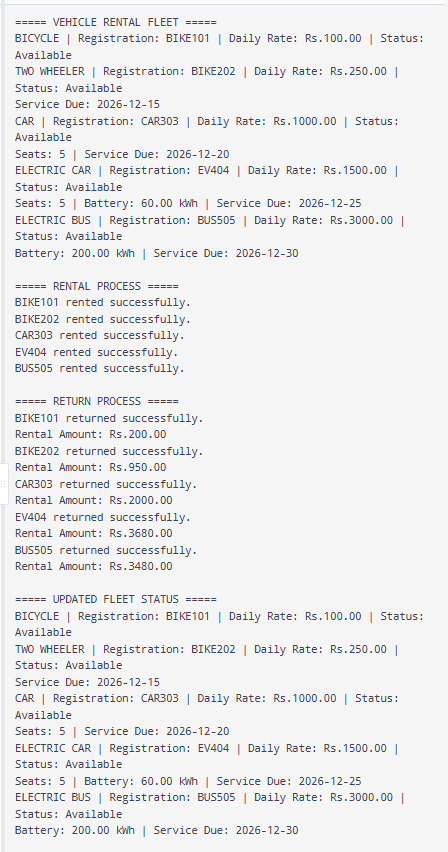 ===== VEHICLE RENTAL FLEET =====
BICYCLE | Registration: BIKE101 | Daily Rate: Rs.100.00 | Status:
Available
TWO WHEELER | Registration: BIKE202 | Daily Rate: Rs.250.00 |
Status: Available
Service Due: 2026-12-15
CAR | Registration: CAR303 | Daily Rate: Rs.1000.00 | Status:
Available
Seats: 5 | Service Due: 2026-12-20
ELECTRIC CAR | Registration: EV404 | Daily Rate: Rs.1500.00 |
Status: Available
Seats: 5 | Battery: 60.00 kWh | Service Due: 2026-12-25
ELECTRIC BUS | Registration: BUS505 | Daily Rate: Rs.3000.00 |
Status: Available
Battery: 200.00 kWh | Service Due: 2026-12-30

===== RENTAL PROCESS =====
BIKE101 rented successfully.
BIKE202 rented successfully.
CAR303 rented successfully.
EV404 rented successfully.
BUS505 rented successfully.

===== RETURN PROCESS =====
BIKE101 returned successfully.
Rental Amount: Rs.200.00
BIKE202 returned successfully.
Rental Amount: Rs.950.00
CAR303 returned successfully.
Rental Amount: Rs.2000.00
EV404 returned successfully.
Rental Amount: Rs.3680.00
BUS505 returned successfully.
Rental Amount: Rs.3480.00

===== UPDATED FLEET STATUS =====
BICYCLE | Registration: BIKE101 | Daily Rate: Rs.100.00 | Status:
Available
TWO WHEELER | Registration: BIKE202 | Daily Rate: Rs.250.00 |
Status: Available
Service Due: 2026-12-15
CAR | Registration: CAR303 | Daily Rate: Rs.1000.00 | Status:
Available
Seats: 5 | Service Due: 2026-12-20
ELECTRIC CAR | Registration: EV404 | Daily Rate: Rs.1500.00 |
Status: Available
Seats: 5 | Battery: 60.00 kWh | Service Due: 2026-12-25
ELECTRIC BUS | Registration: BUS505 | Daily Rate: Rs.3000.00 |
Status: Available
Battery: 200.00 kWh | Service Due: 2026-12-30